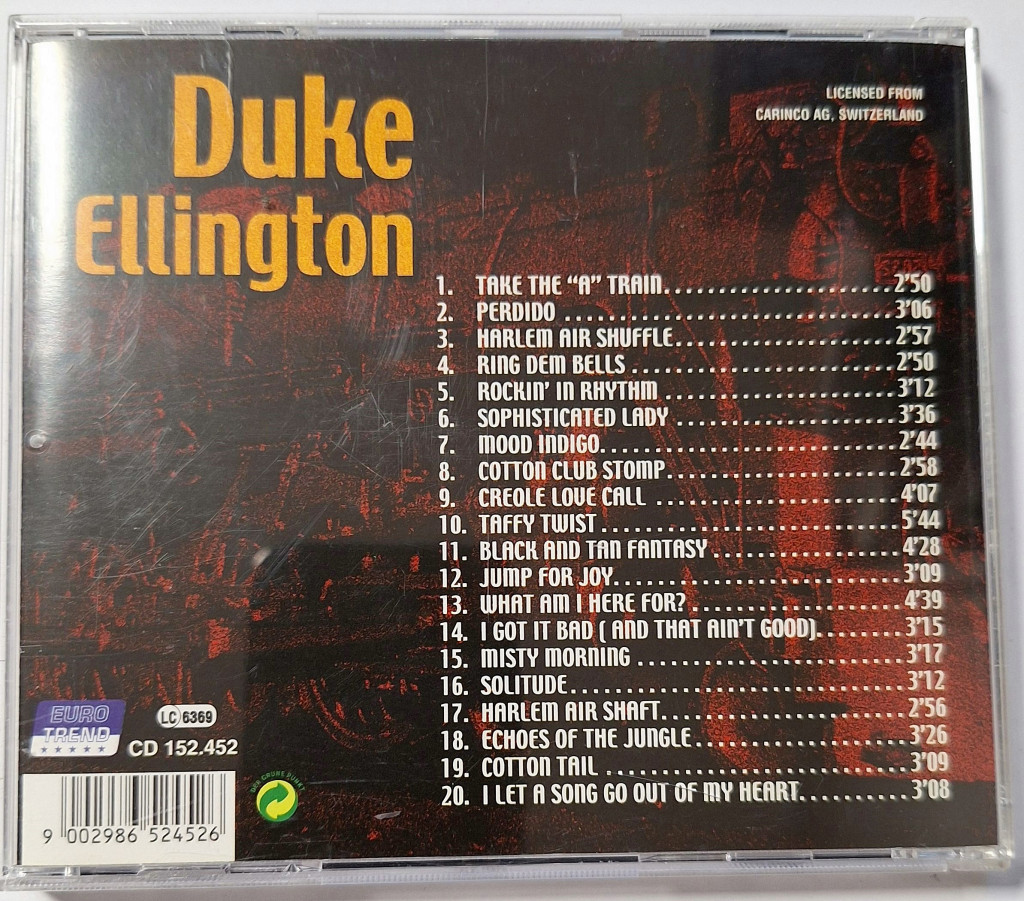 Duke
Ellington
LICENSED FROM
CARINCO AG, SWITZERLAND
1. TAKE THE “A” TRAIN.......................... 2'50
2. PERDIDO .......................... 3'06
3. HARLEM AIR SHUFFLE.......................... 2'57
4. RING DEM BELLS .......................... 2'50
5. ROCKIN' IN RHYTHM .......................... 3'12
6. SOPHISTICATED LADY .......................... 3'36
7. MOOD INDIGO.......................... 2'44
8. COTTON CLUB STOMP.......................... 2'58
9. CREOLE LOVE CALL .......................... 4'07
10. TAFFY TWIST .......................... 5'44
11. BLACK AND TAN FANTASY .......................... 4'28
12. JUMP FOR JOY.......................... 3'09
13. WHAT AM I HERE FOR? .......................... 4'39
14. I GOT IT BAD ( AND THAT AIN'T GOOD)......... 3'15
15. MISTY MORNING .......................... 3'17
16. SOLITUDE.......................... 3'12
17. HARLEM AIR SHAFT.......................... 2'56
18. ECHOES OF THE JUNGLE .......................... 3'26
19. COTTON TAIL .......................... 3'09
20. I LET A SONG GO OUT OF MY HEART.......... 3'08
EURO
TREND
LC 6369
CD 152.452
DER GRÜNE PUNKT
9 002986 524526